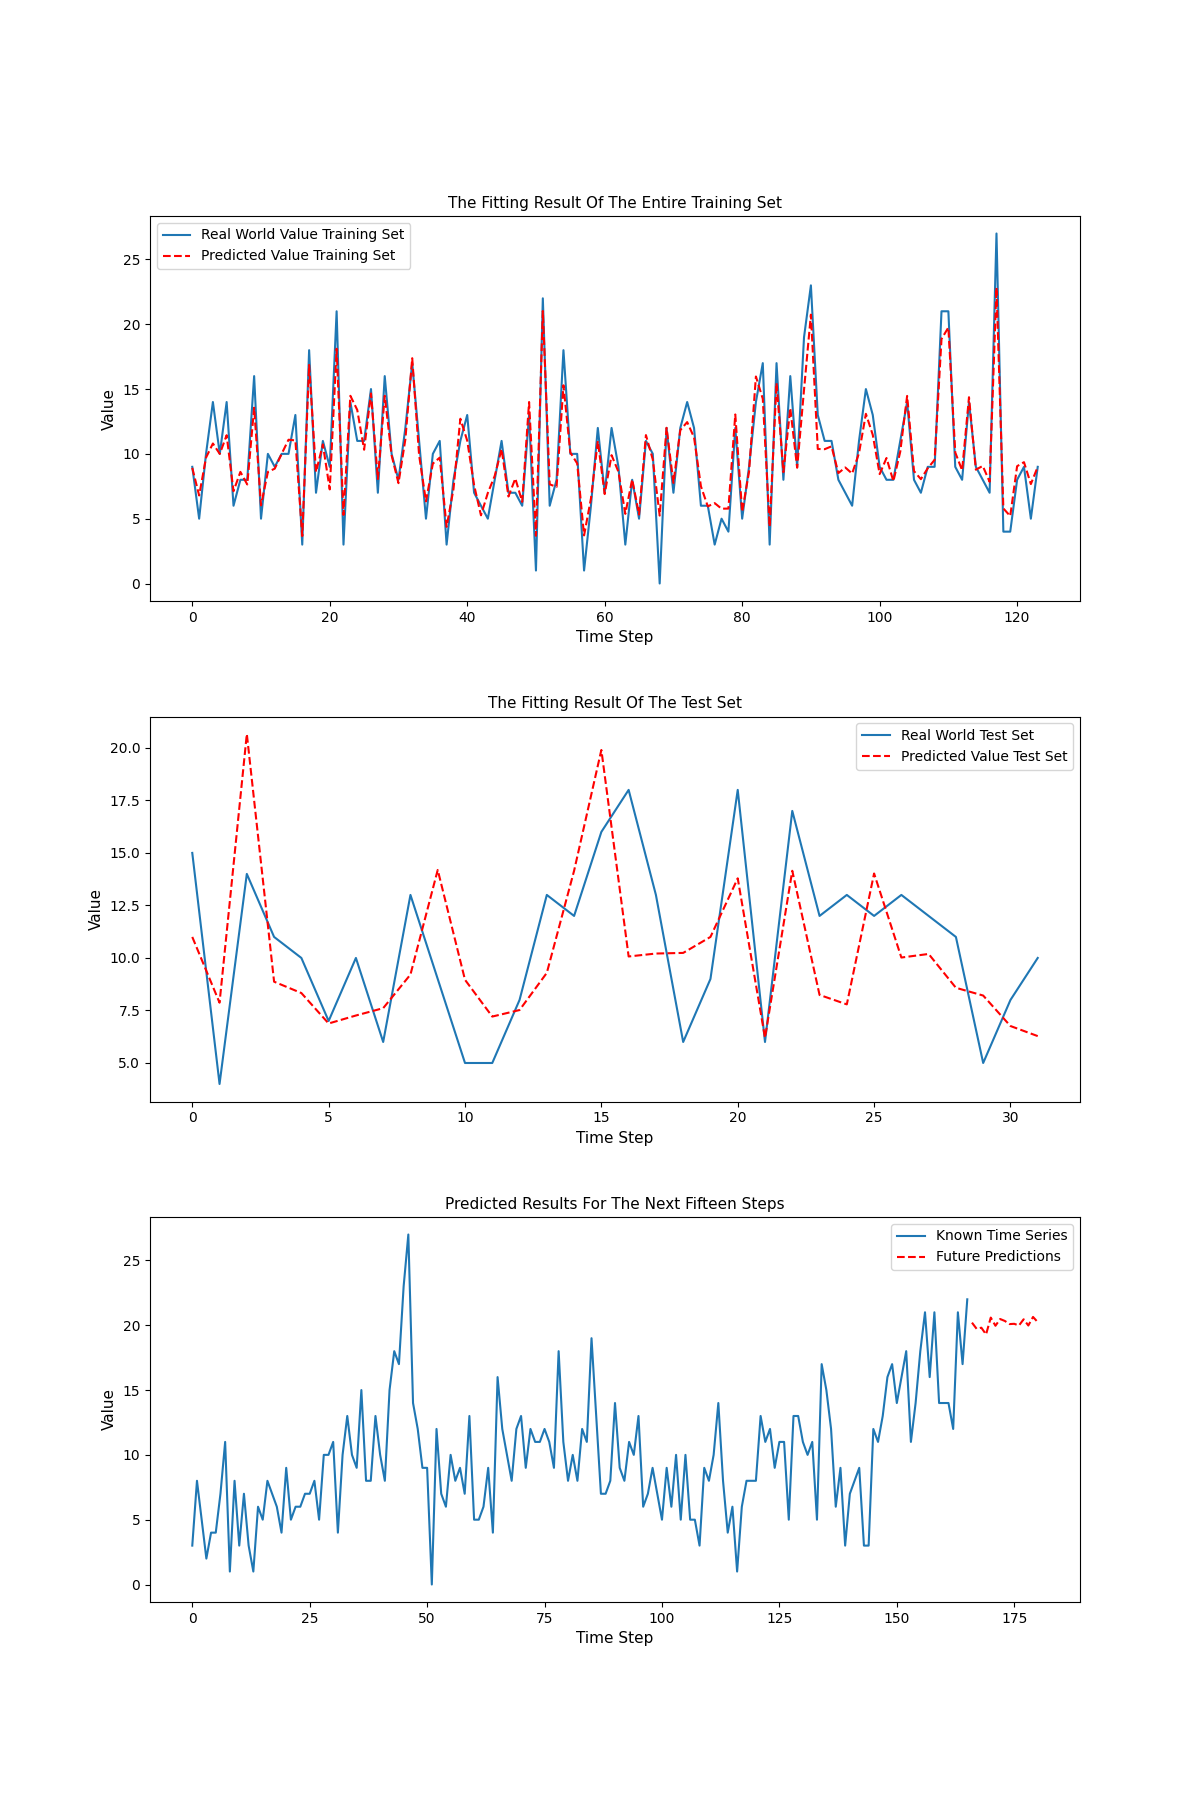 The Fitting Result Of The Entire Training Set
Real World Value Training Set
Predicted Value Training Set
Value
25
20
15
10
5
0
0 20 40 60 80 100 120
Time Step
The Fitting Result Of The Test Set
Real World Test Set
Predicted Value Test Set
Value
20.0
17.5
15.0
12.5
10.0
7.5
5.0
0 5 10 15 20 25 30
Time Step
Predicted Results For The Next Fifteen Steps
Known Time Series
Future Predictions
Value
25
20
15
10
5
0
0 25 50 75 100 125 150 175
Time Step